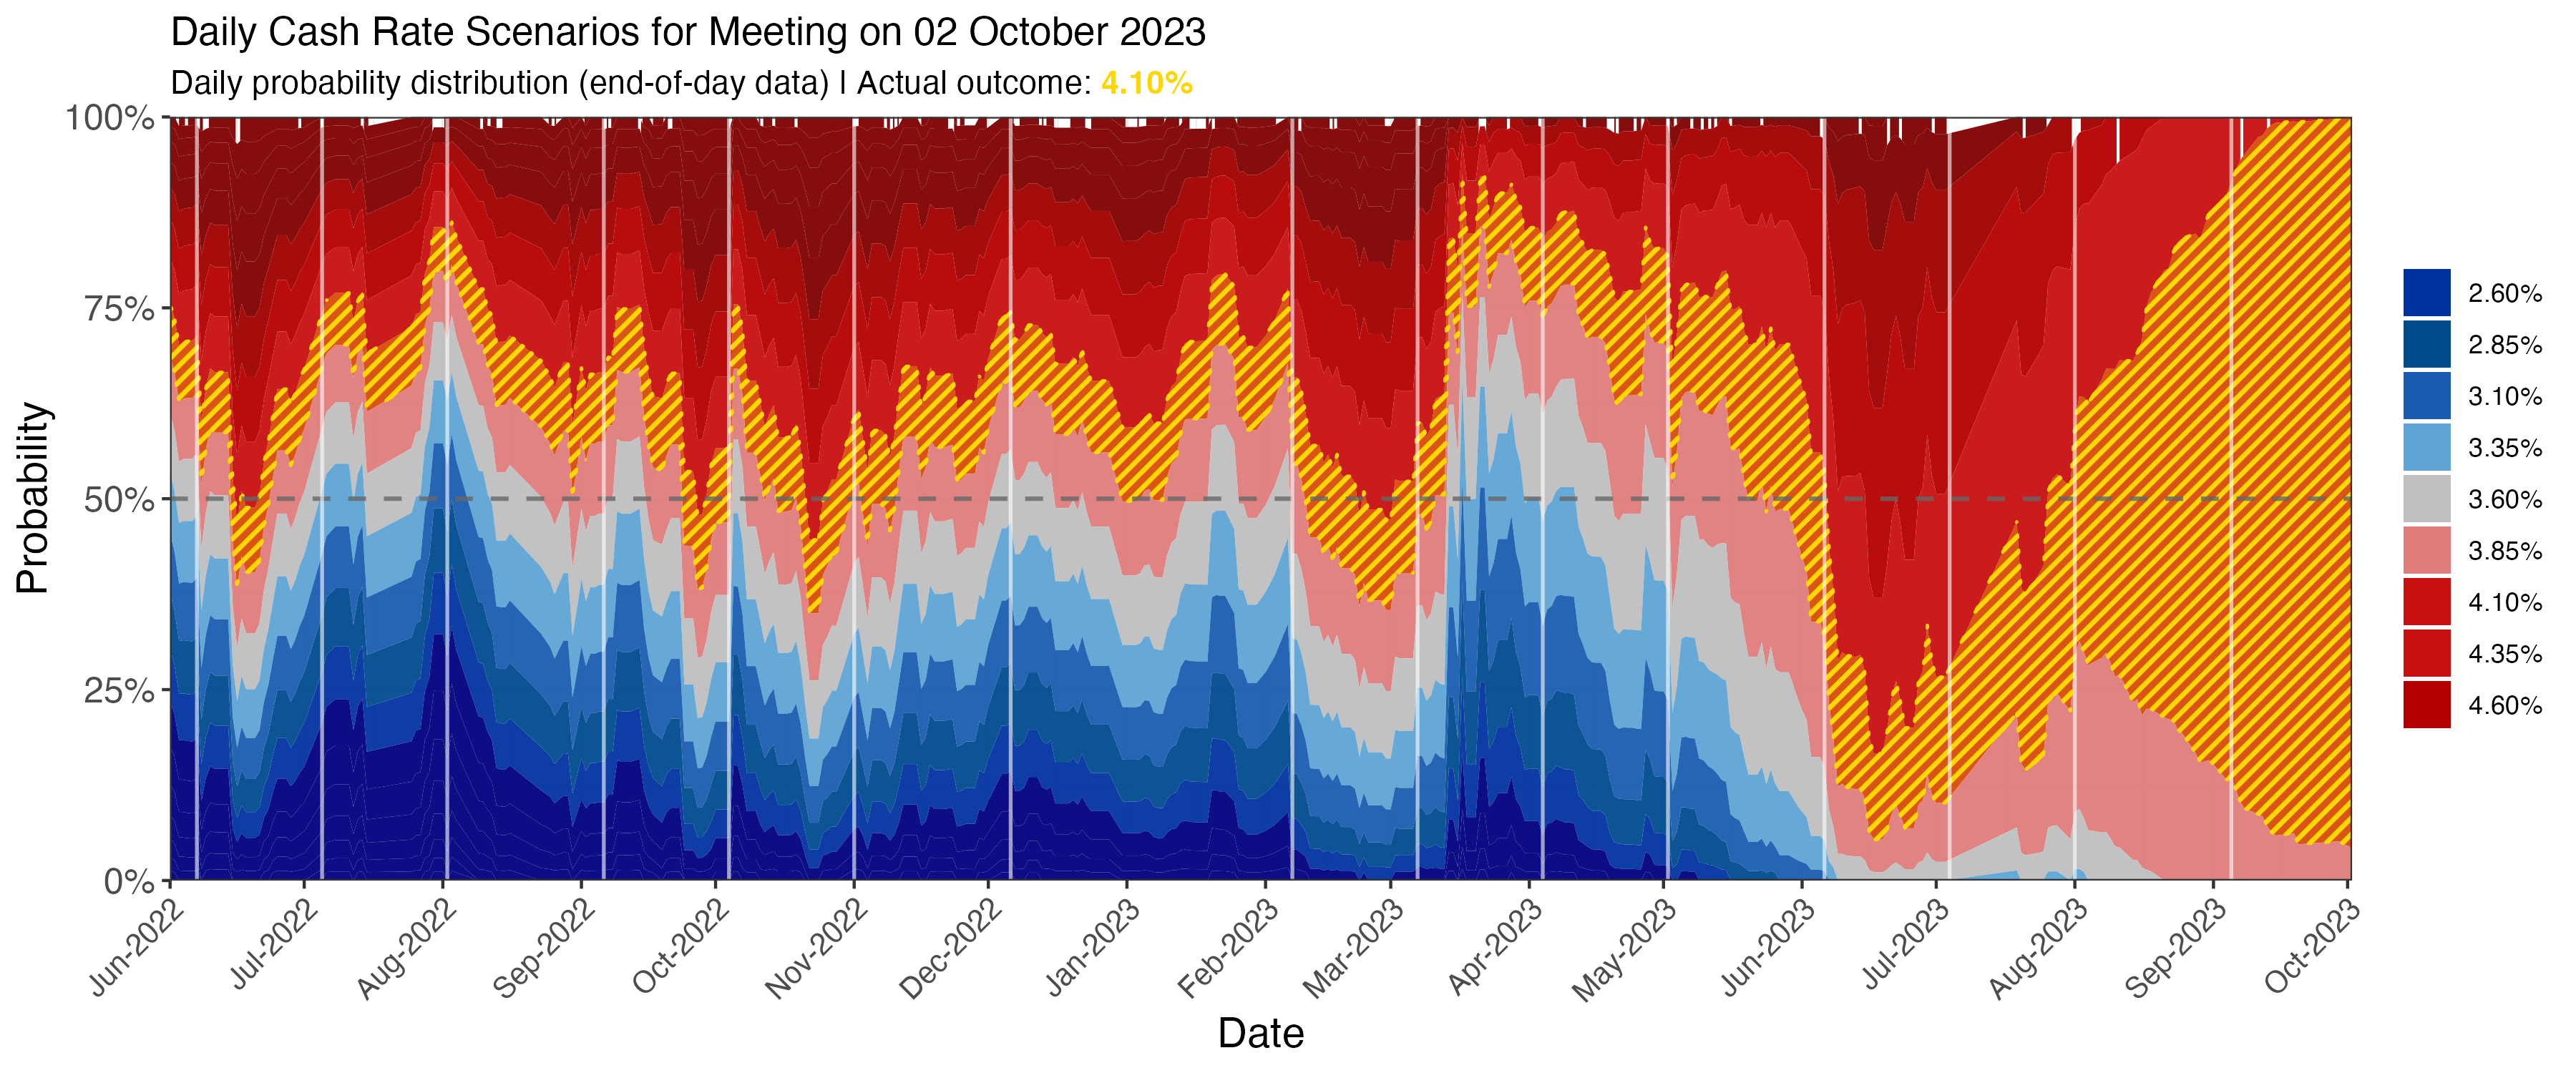 Daily Cash Rate Scenarios for Meeting on 02 October 2023
Daily probability distribution (end-of-day data) | Actual outcome: 4.10%
100%
75%
50%
25%
0%
Probability
Jun-2022
Jul-2022
Aug-2022
Sep-2022
Oct-2022
Nov-2022
Dec-2022
Jan-2023
Feb-2023
Mar-2023
Apr-2023
May-2023
Jun-2023
Jul-2023
Aug-2023
Sep-2023
Oct-2023
Date
2.60%
2.85%
3.10%
3.35%
3.60%
3.85%
4.10%
4.35%
4.60%